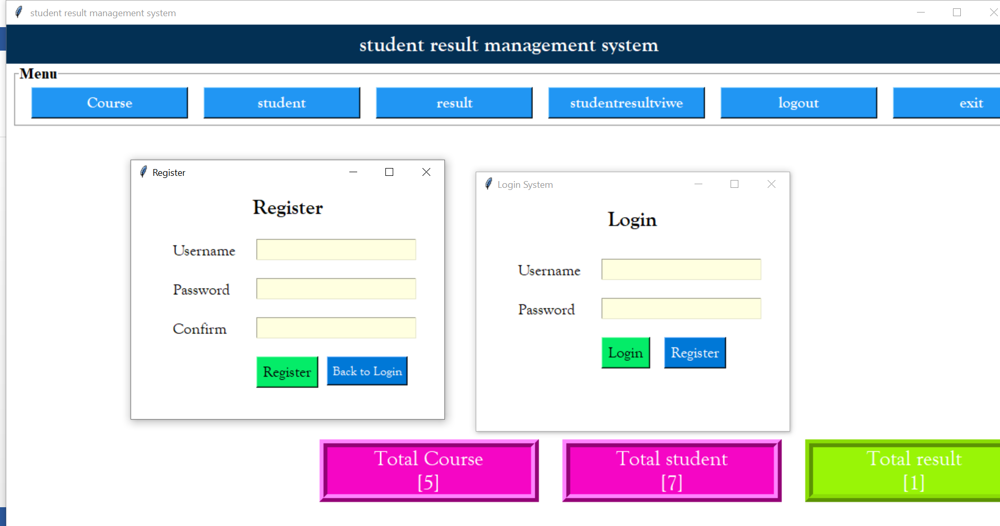 student result management system
student result management system
Menu
Course student result studentresultviwe logout exit
Register
Register
Username
Password
Confirm
Register Back to Login
Login System
Login
Username
Password
Login Register
Total Course
[5]
Total student
[7]
Total result
[1]